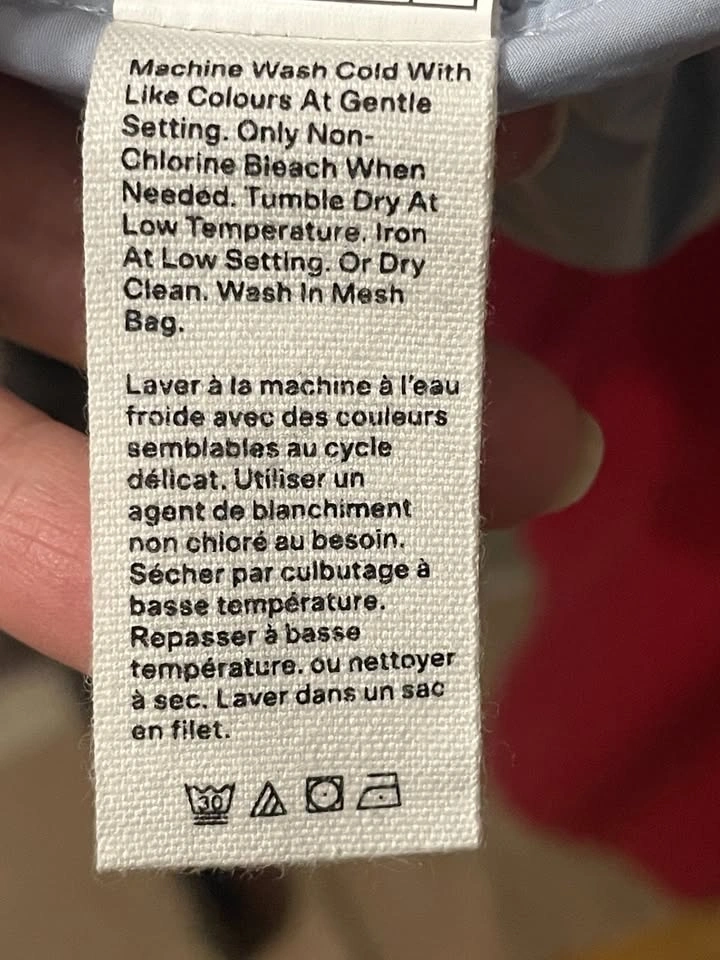 Machine Wash Cold With
Like Colours At Gentle
Setting. Only Non-
Chlorine Bleach When
Needed. Tumble Dry At
Low Temperature. Iron
At Low Setting. Or Dry
Clean. Wash In Mesh
Bag.
Laver à la machine à l'eau
froide avec des couleurs
semblables au cycle
délicat. Utiliser un
agent de blanchiment
non chloré au besoin.
Sécher par culbutage à
basse température.
Repasser à basse
température. ou nettoyer
à sec. Laver dans un sac
en filet.
30